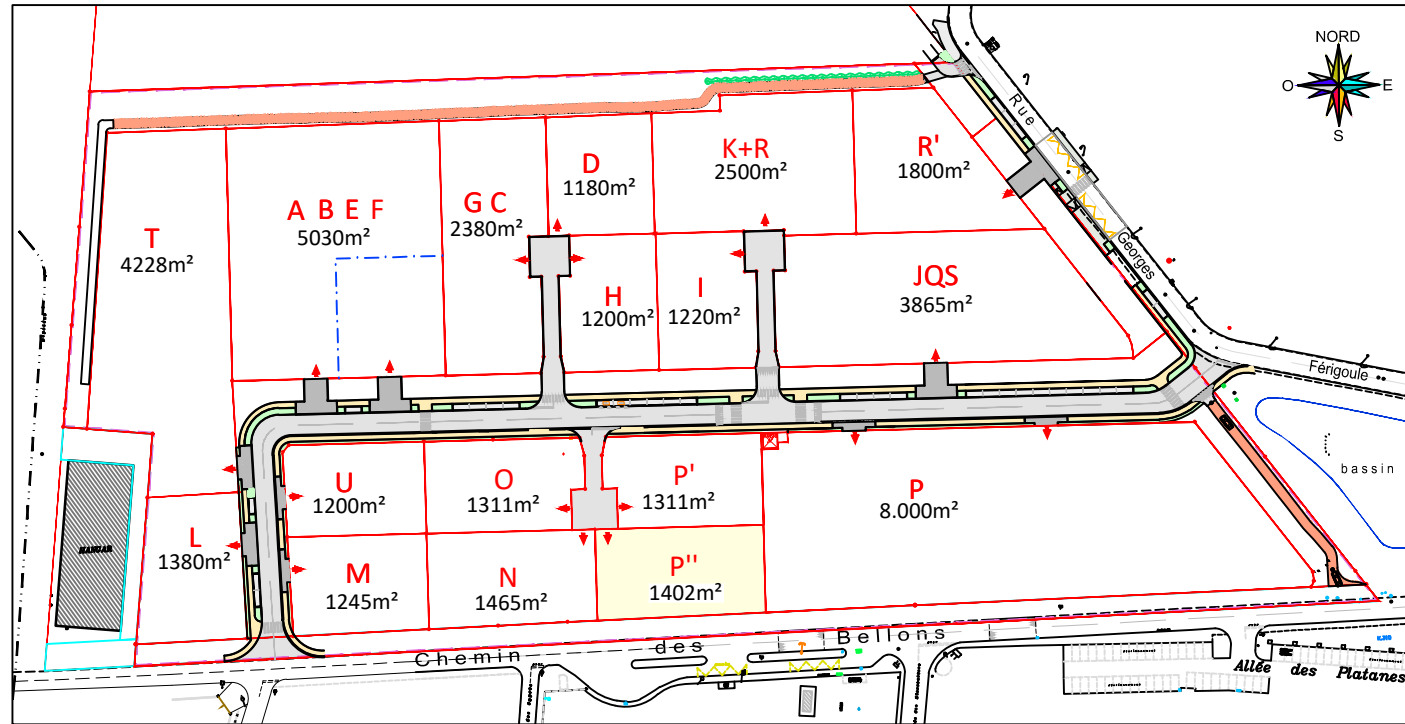 NORD
O
E
S
Rue
Georges
Férigoule
D
1180m²
K+R
2500m²
R'
1800m²
A B E F
5030m²
G C
2380m²
T
4228m²
H
1200m²
I
1220m²
JQS
3865m²
bassin
U
1200m²
O
1311m²
P'
1311m²
P
8.000m²
L
1380m²
HANGAR
M
1245m²
N
1465m²
P''
1402m²
Chemin des Bellons
Allée des Platanes